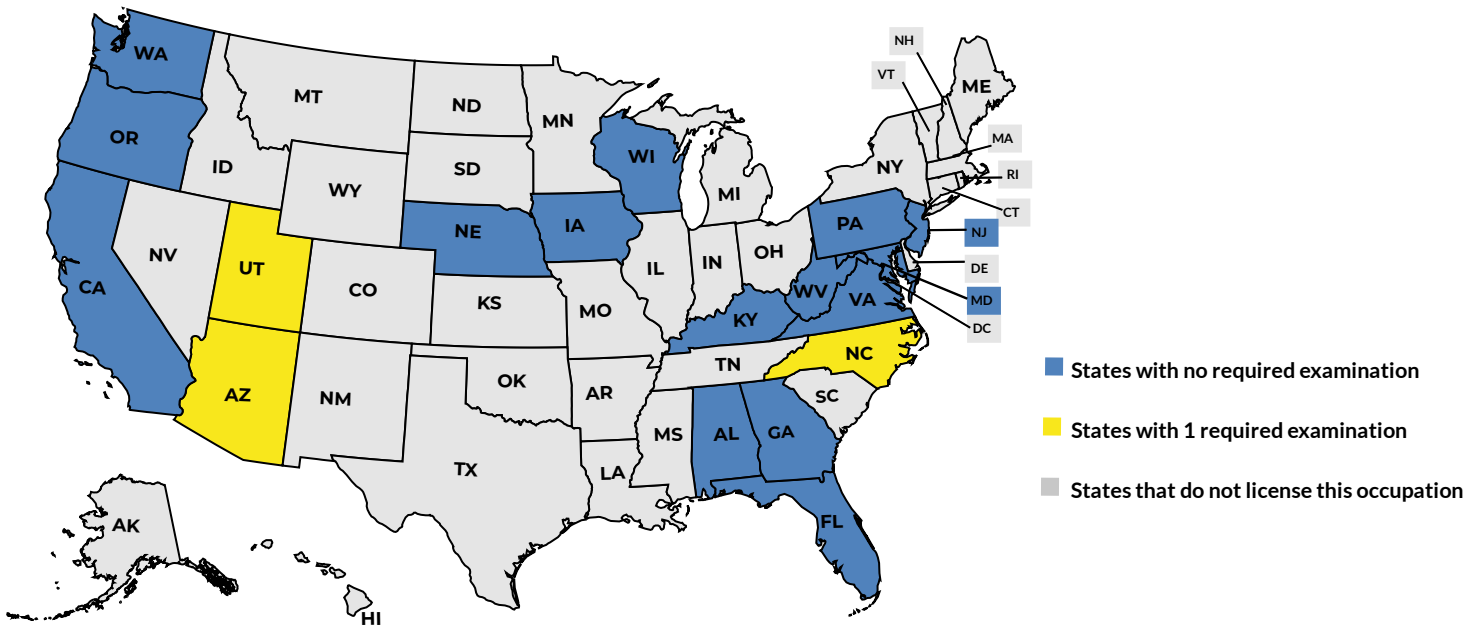 NH
WA
VT
ME
MT
ND
MN
OR
MA
WI
ID
SD
NY
RI
WY
MI
CT
PA
NE
IA
NJ
NV
OH
UT
IL
IN
DE
CA
CO
WV
VA
MD
KS
MO
KY
DC
NC
TN
States with no required examination
OK
AZ
NM
AR
SC
MS
AL
GA
States with 1 required examination
TX
LA
States that do not license this occupation
AK
FL
HI